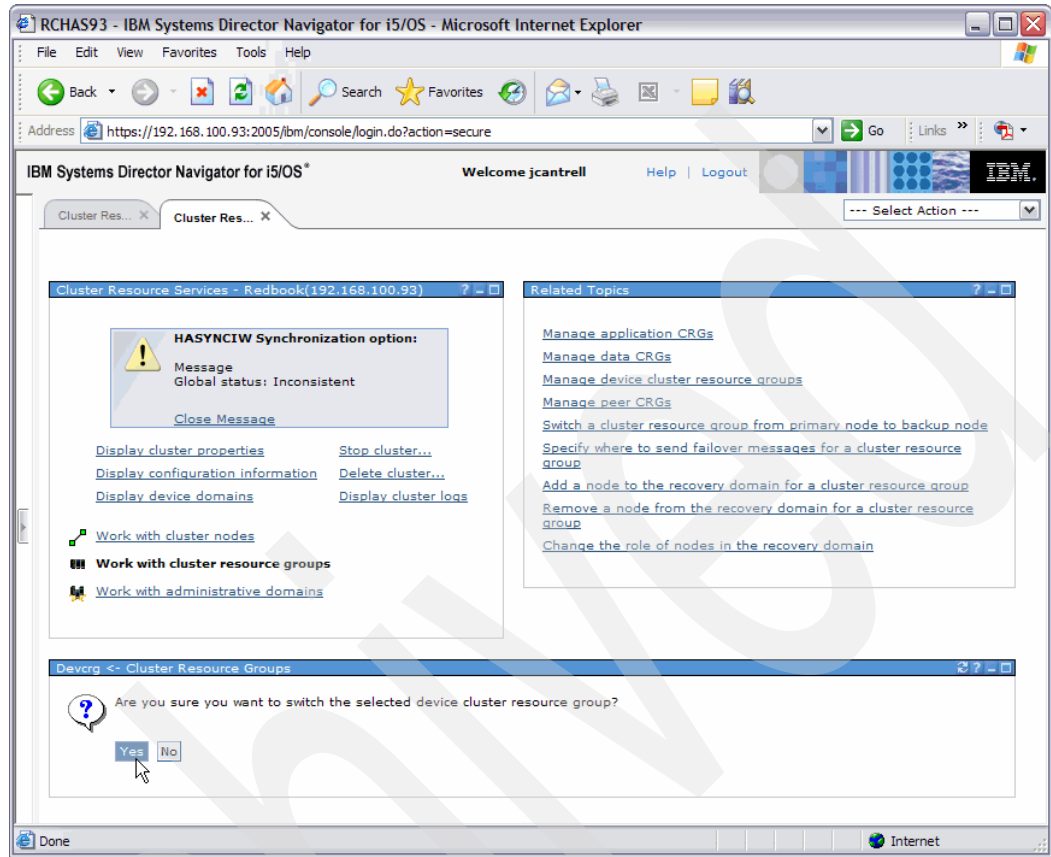 RCHAS93 - IBM Systems Director Navigator for i5/OS - Microsoft Internet Explorer
File Edit View Favorites Tools Help
Back Search Favorites
Address https://192.168.100.93:2005/ibm/console/login.do?action=secure Go Links »
IBM Systems Director Navigator for i5/OS® Welcome jcantrell Help | Logout IBM.
Cluster Res... × Cluster Res... × --- Select Action ---
Cluster Resource Services - Redbook(192.168.100.93) ?
HASYNCIW Synchronization option:
Message
Global status: Inconsistent
Close Message
Display cluster properties Stop cluster...
Display configuration information Delete cluster...
Display device domains Display cluster logs
Work with cluster nodes
Work with cluster resource groups
Work with administrative domains
Related Topics ?
Manage application CRGs
Manage data CRGs
Manage device cluster resource groups
Manage peer CRGs
Switch a cluster resource group from primary node to backup node
Specify where to send failover messages for a cluster resource
group
Add a node to the recovery domain for a cluster resource group
Remove a node from the recovery domain for a cluster resource
group
Change the role of nodes in the recovery domain
Devcrg <- Cluster Resource Groups ?
Are you sure you want to switch the selected device cluster resource group?
Yes No
Done Internet